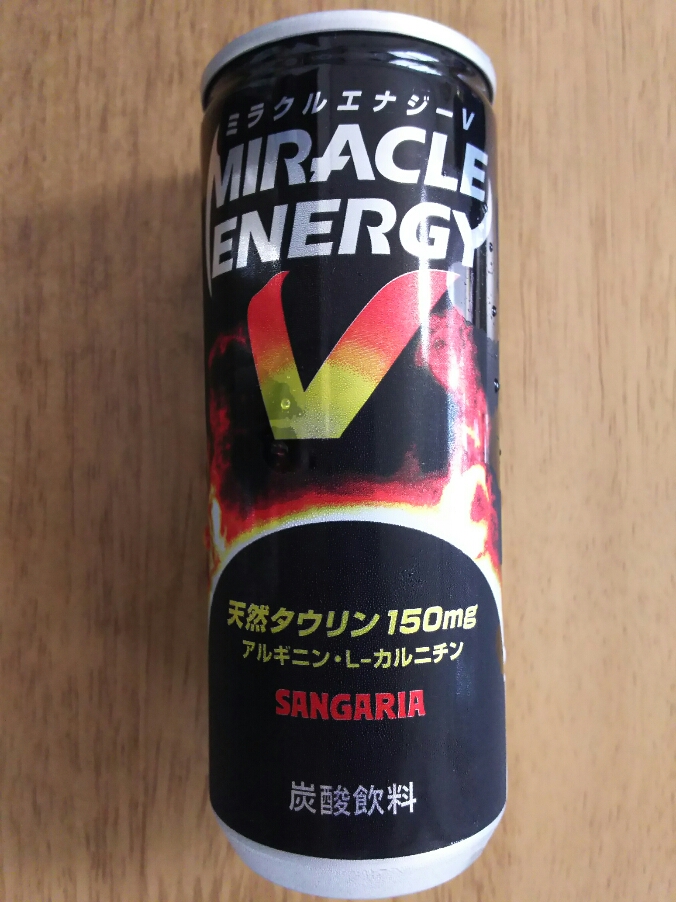 ミラクルエナジーV
MIRACLE
ENERGY
V
天然タウリン150mg
アルギニン・L-カルニチン
SANGARIA
炭酸飲料